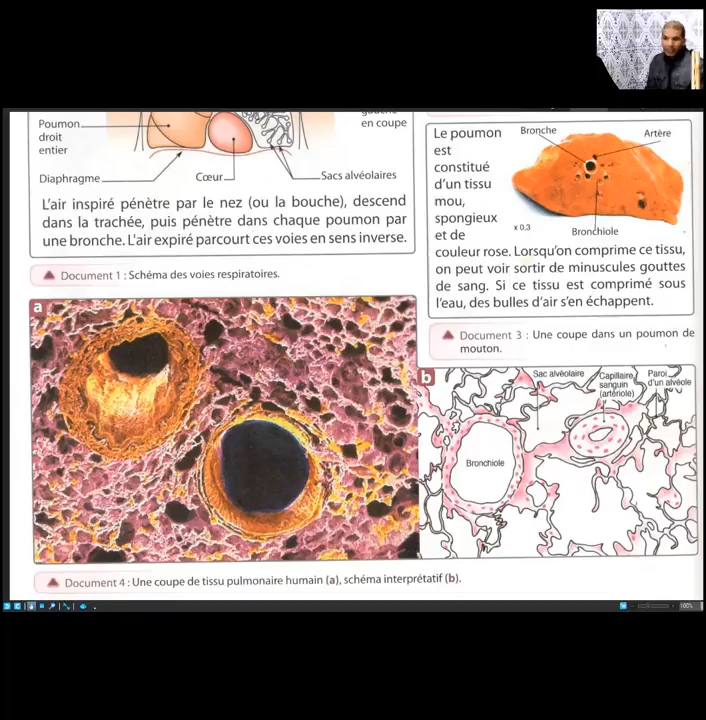 Poumon
droit
entier
en coupe
Diaphragme
Cœur
Sacs alvéolaires
L'air inspiré pénètre par le nez (ou la bouche), descend
dans la trachée, puis pénètre dans chaque poumon par
une bronche. L'air expiré parcourt ces voies en sens inverse.
Document 1 : Schéma des voies respiratoires.
Le poumon
est
constitué
d'un tissu
mou,
spongieux
et de
couleur rose. Lorsqu'on comprime ce tissu,
on peut voir sortir de minuscules gouttes
de sang. Si ce tissu est comprimé sous
l'eau, des bulles d'air s'en échappent.
Bronche
Artère
x 0,3
Bronchiole
Document 3 : Une coupe dans un poumon de
mouton.
a
b
Sac alvéolaire
Capillaire
sanguin
(artériole)
Paroi
d'un alvéole
Bronchiole
Document 4 : Une coupe de tissu pulmonaire humain (a), schéma interprétatif (b).
100%